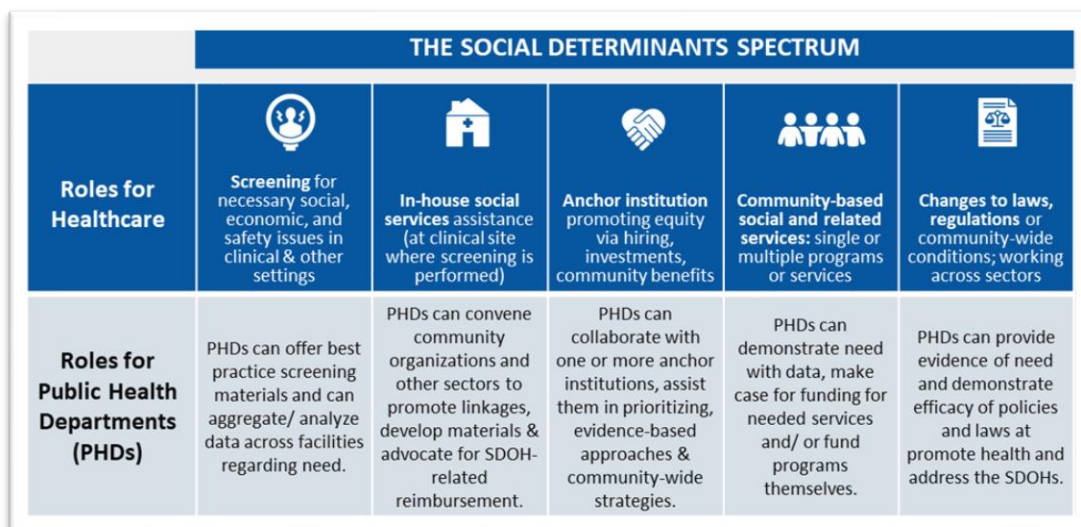 THE SOCIAL DETERMINANTS SPECTRUM
Roles for
Healthcare
Screening for
necessary social,
economic, and
safety issues in
clinical & other
settings
In-house social
services assistance
(at clinical site
where screening is
performed)
Anchor institution
promoting equity
via hiring,
investments,
community benefits
Community-based
social and related
services: single or
multiple programs
or services
Changes to laws,
regulations or
community-wide
conditions; working
across sectors
Roles for
Public Health
Departments
(PHDs)
PHDs can offer best
practice screening
materials and can
aggregate/ analyze
data across facilities
regarding need.
PHDs can convene
community
organizations and
other sectors to
promote linkages,
develop materials &
advocate for SDOH-
related
reimbursement.
PHDs can
collaborate with
one or more anchor
institutions, assist
them in prioritizing,
evidence-based
approaches &
community-wide
strategies.
PHDs can
demonstrate need
with data, make
case for funding for
needed services
and/ or fund
programs
themselves.
PHDs can provide
evidence of need
and demonstrate
efficacy of policies
and laws at
promote health and
address the SDOHs.